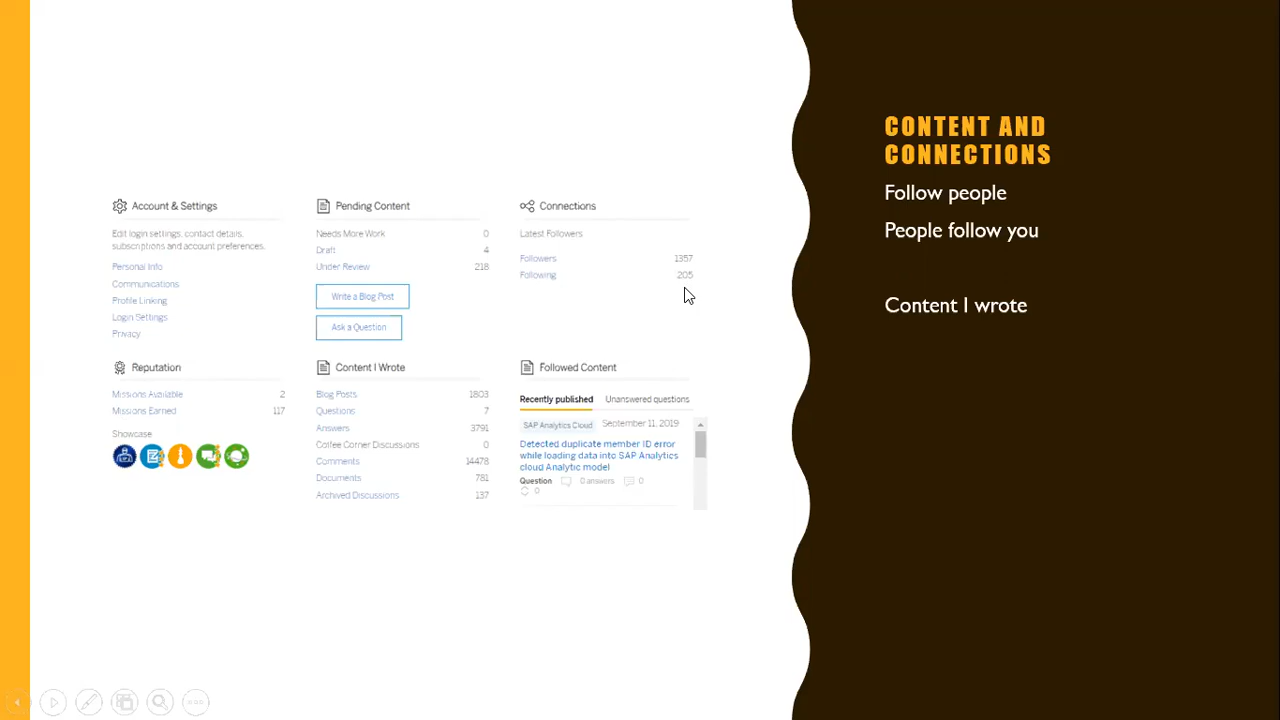 Account & Settings
Edit login settings, contact details,
subscriptions and account preferences.
Personal Info
Communications
Profile Linking
Login Settings
Privacy
Pending Content
Needs More Work 0
Draft 4
Under Review 218
Write a Blog Post
Ask a Question
Connections
Latest Followers
Followers 1357
Following 205
Reputation
Missions Available 2
Missions Earned 117
Showcase
Content I Wrote
Blog Posts 1803
Questions 7
Answers 3791
Coffee Corner Discussions 0
Comments 14478
Documents 781
Archived Discussions 137
Followed Content
Recently published Unanswered questions
SAP Analytics Cloud September 11, 2019
Detected duplicate member ID error
while loading data into SAP Analytics
cloud Analytic model
Question 0 answers 0
0
CONTENT AND
CONNECTIONS
Follow people
People follow you
Content I wrote